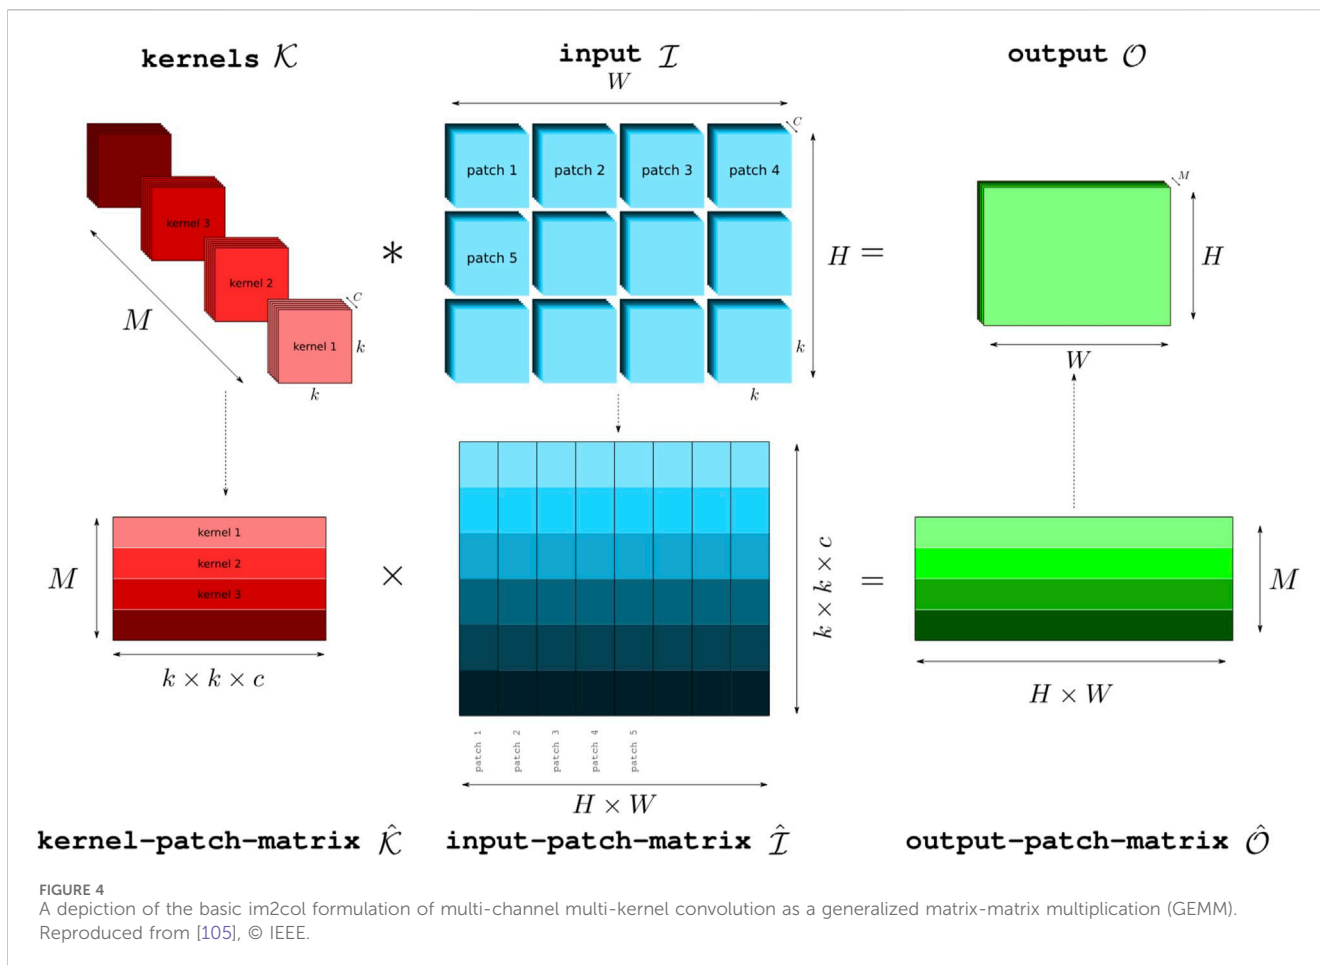 kernels 𝒦
input ℐ
output 𝒪
W
C
patch 1
patch 2
patch 3
patch 4
M
kernel 3
patch 5
∗
H
=
H
kernel 2
C
M
kernel 1
k
k
W
k
k
kernel 1
kernel 2
kernel 3
M
×
k × k × c
=
M
k × k × c
H × W
patch 1
patch 2
patch 3
patch 4
patch 5
H × W
kernel-patch-matrix 𝒦̂
input-patch-matrix ℐ̂
output-patch-matrix 𝒪̂
FIGURE 4
A depiction of the basic im2col formulation of multi-channel multi-kernel convolution as a generalized matrix-matrix multiplication (GEMM).
Reproduced from [105], © IEEE.